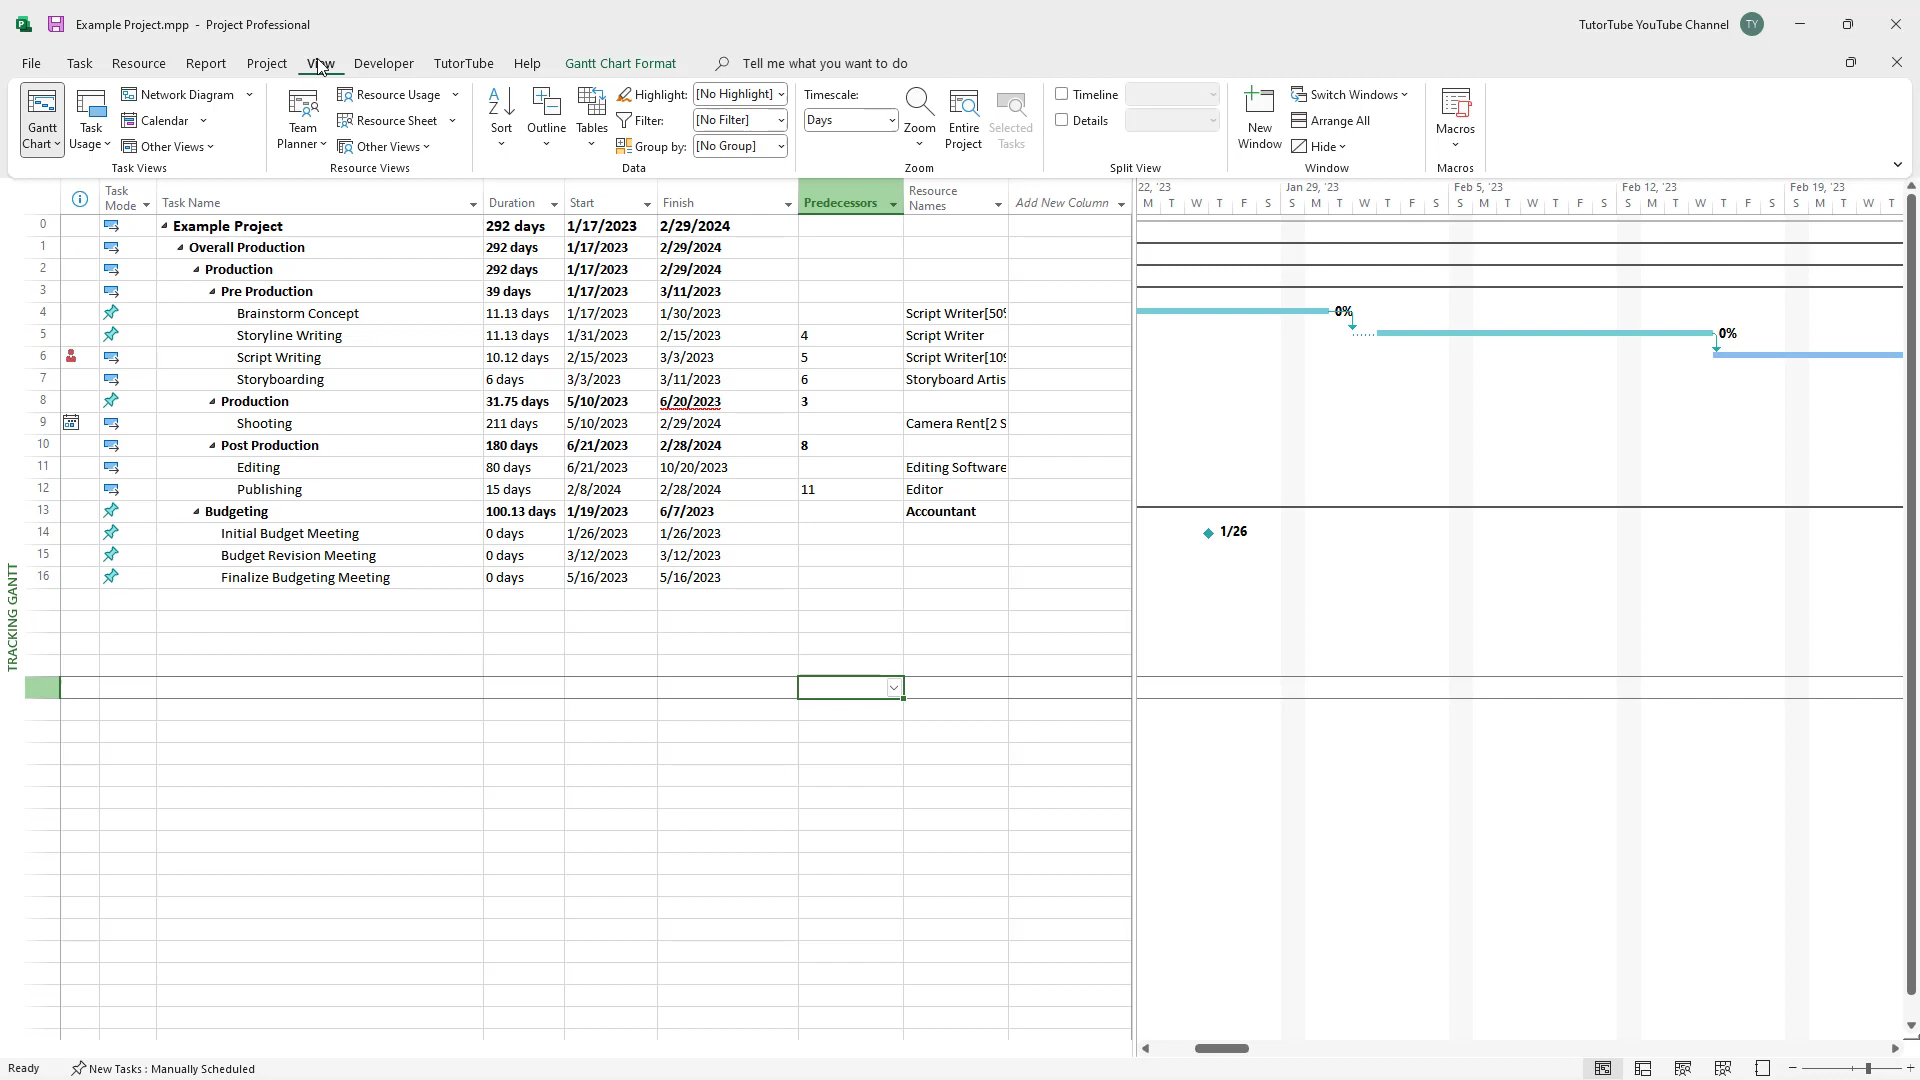 Example Project.mpp - Project Professional
TutorTube YouTube Channel TY
File Task Resource Report Project View Developer TutorTube Help Gantt Chart Format Tell me what you want to do
Gantt Chart
Task Usage
Network Diagram
Calendar
Other Views
Task Views
Team Planner
Resource Usage
Resource Sheet
Other Views
Resource Views
Sort
Outline
Tables
Highlight: [No Highlight]
Filter: [No Filter]
Group by: [No Group]
Data
Timescale:
Days
Zoom
Entire Project
Selected Tasks
Zoom
Timeline
Details
Split View
New Window
Switch Windows
Arrange All
Hide
Window
Macros
Macros
Task Mode Task Name Duration Start Finish Predecessors Resource Names Add New Column
22, '23 Jan 29, '23 Feb 5, '23 Feb 12, '23 Feb 19, '23
M T W T F S S M T W T F S S M T W T F S S M T W T F S S M T W T
0 Example Project 292 days 1/17/2023 2/29/2024
1 Overall Production 292 days 1/17/2023 2/29/2024
2 Production 292 days 1/17/2023 2/29/2024
3 Pre Production 39 days 1/17/2023 3/11/2023
4 Brainstorm Concept 11.13 days 1/17/2023 1/30/2023 Script Writer[50% 0%
5 Storyline Writing 11.13 days 1/31/2023 2/15/2023 4 Script Writer 0%
6 Script Writing 10.12 days 2/15/2023 3/3/2023 5 Script Writer[109
7 Storyboarding 6 days 3/3/2023 3/11/2023 6 Storyboard Artis
8 Production 31.75 days 5/10/2023 6/20/2023 3
9 Shooting 211 days 5/10/2023 2/29/2024 Camera Rent[2 S
10 Post Production 180 days 6/21/2023 2/28/2024 8
11 Editing 80 days 6/21/2023 10/20/2023 Editing Software
12 Publishing 15 days 2/8/2024 2/28/2024 11 Editor
13 Budgeting 100.13 days 1/19/2023 6/7/2023 Accountant
14 Initial Budget Meeting 0 days 1/26/2023 1/26/2023 1/26
15 Budget Revision Meeting 0 days 3/12/2023 3/12/2023
16 Finalize Budgeting Meeting 0 days 5/16/2023 5/16/2023
TRACKING GANTT
Ready New Tasks : Manually Scheduled